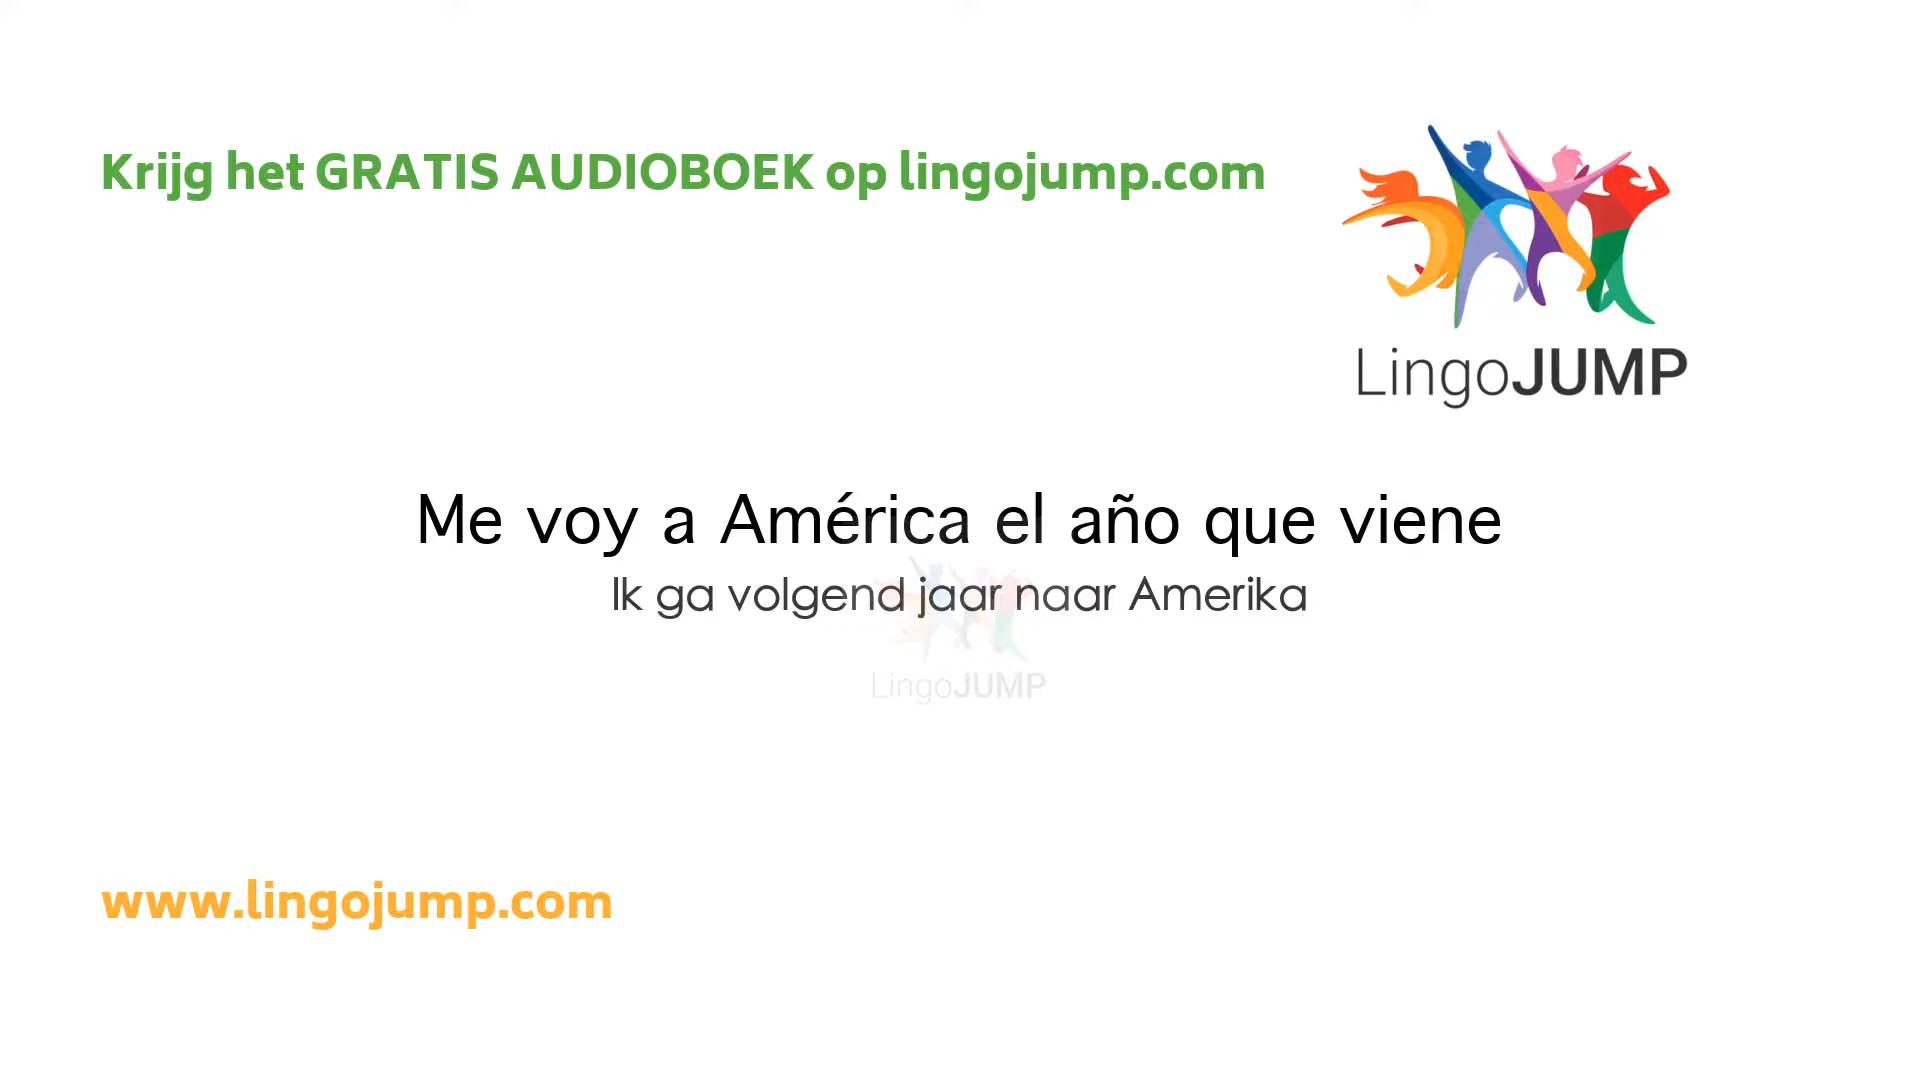 Krijg het GRATIS AUDIOBOEK op lingojump.com
LingoJUMP
Me voy a América el año que viene
Ik ga volgend jaar naar Amerika
LingoJUMP
www.lingojump.com